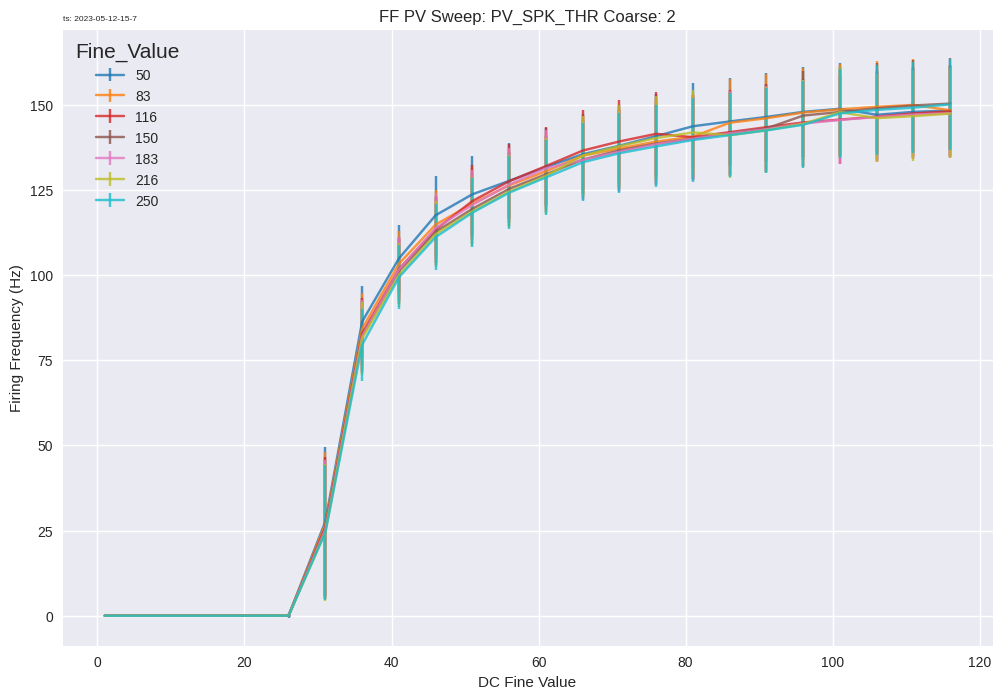 ts: 2023-05-12-15-7
FF PV Sweep: PV_SPK_THR Coarse: 2
Fine_Value
50
83
116
150
183
216
250
Firing Frequency (Hz)
150
125
100
75
50
25
0
0 20 40 60 80 100 120
DC Fine Value